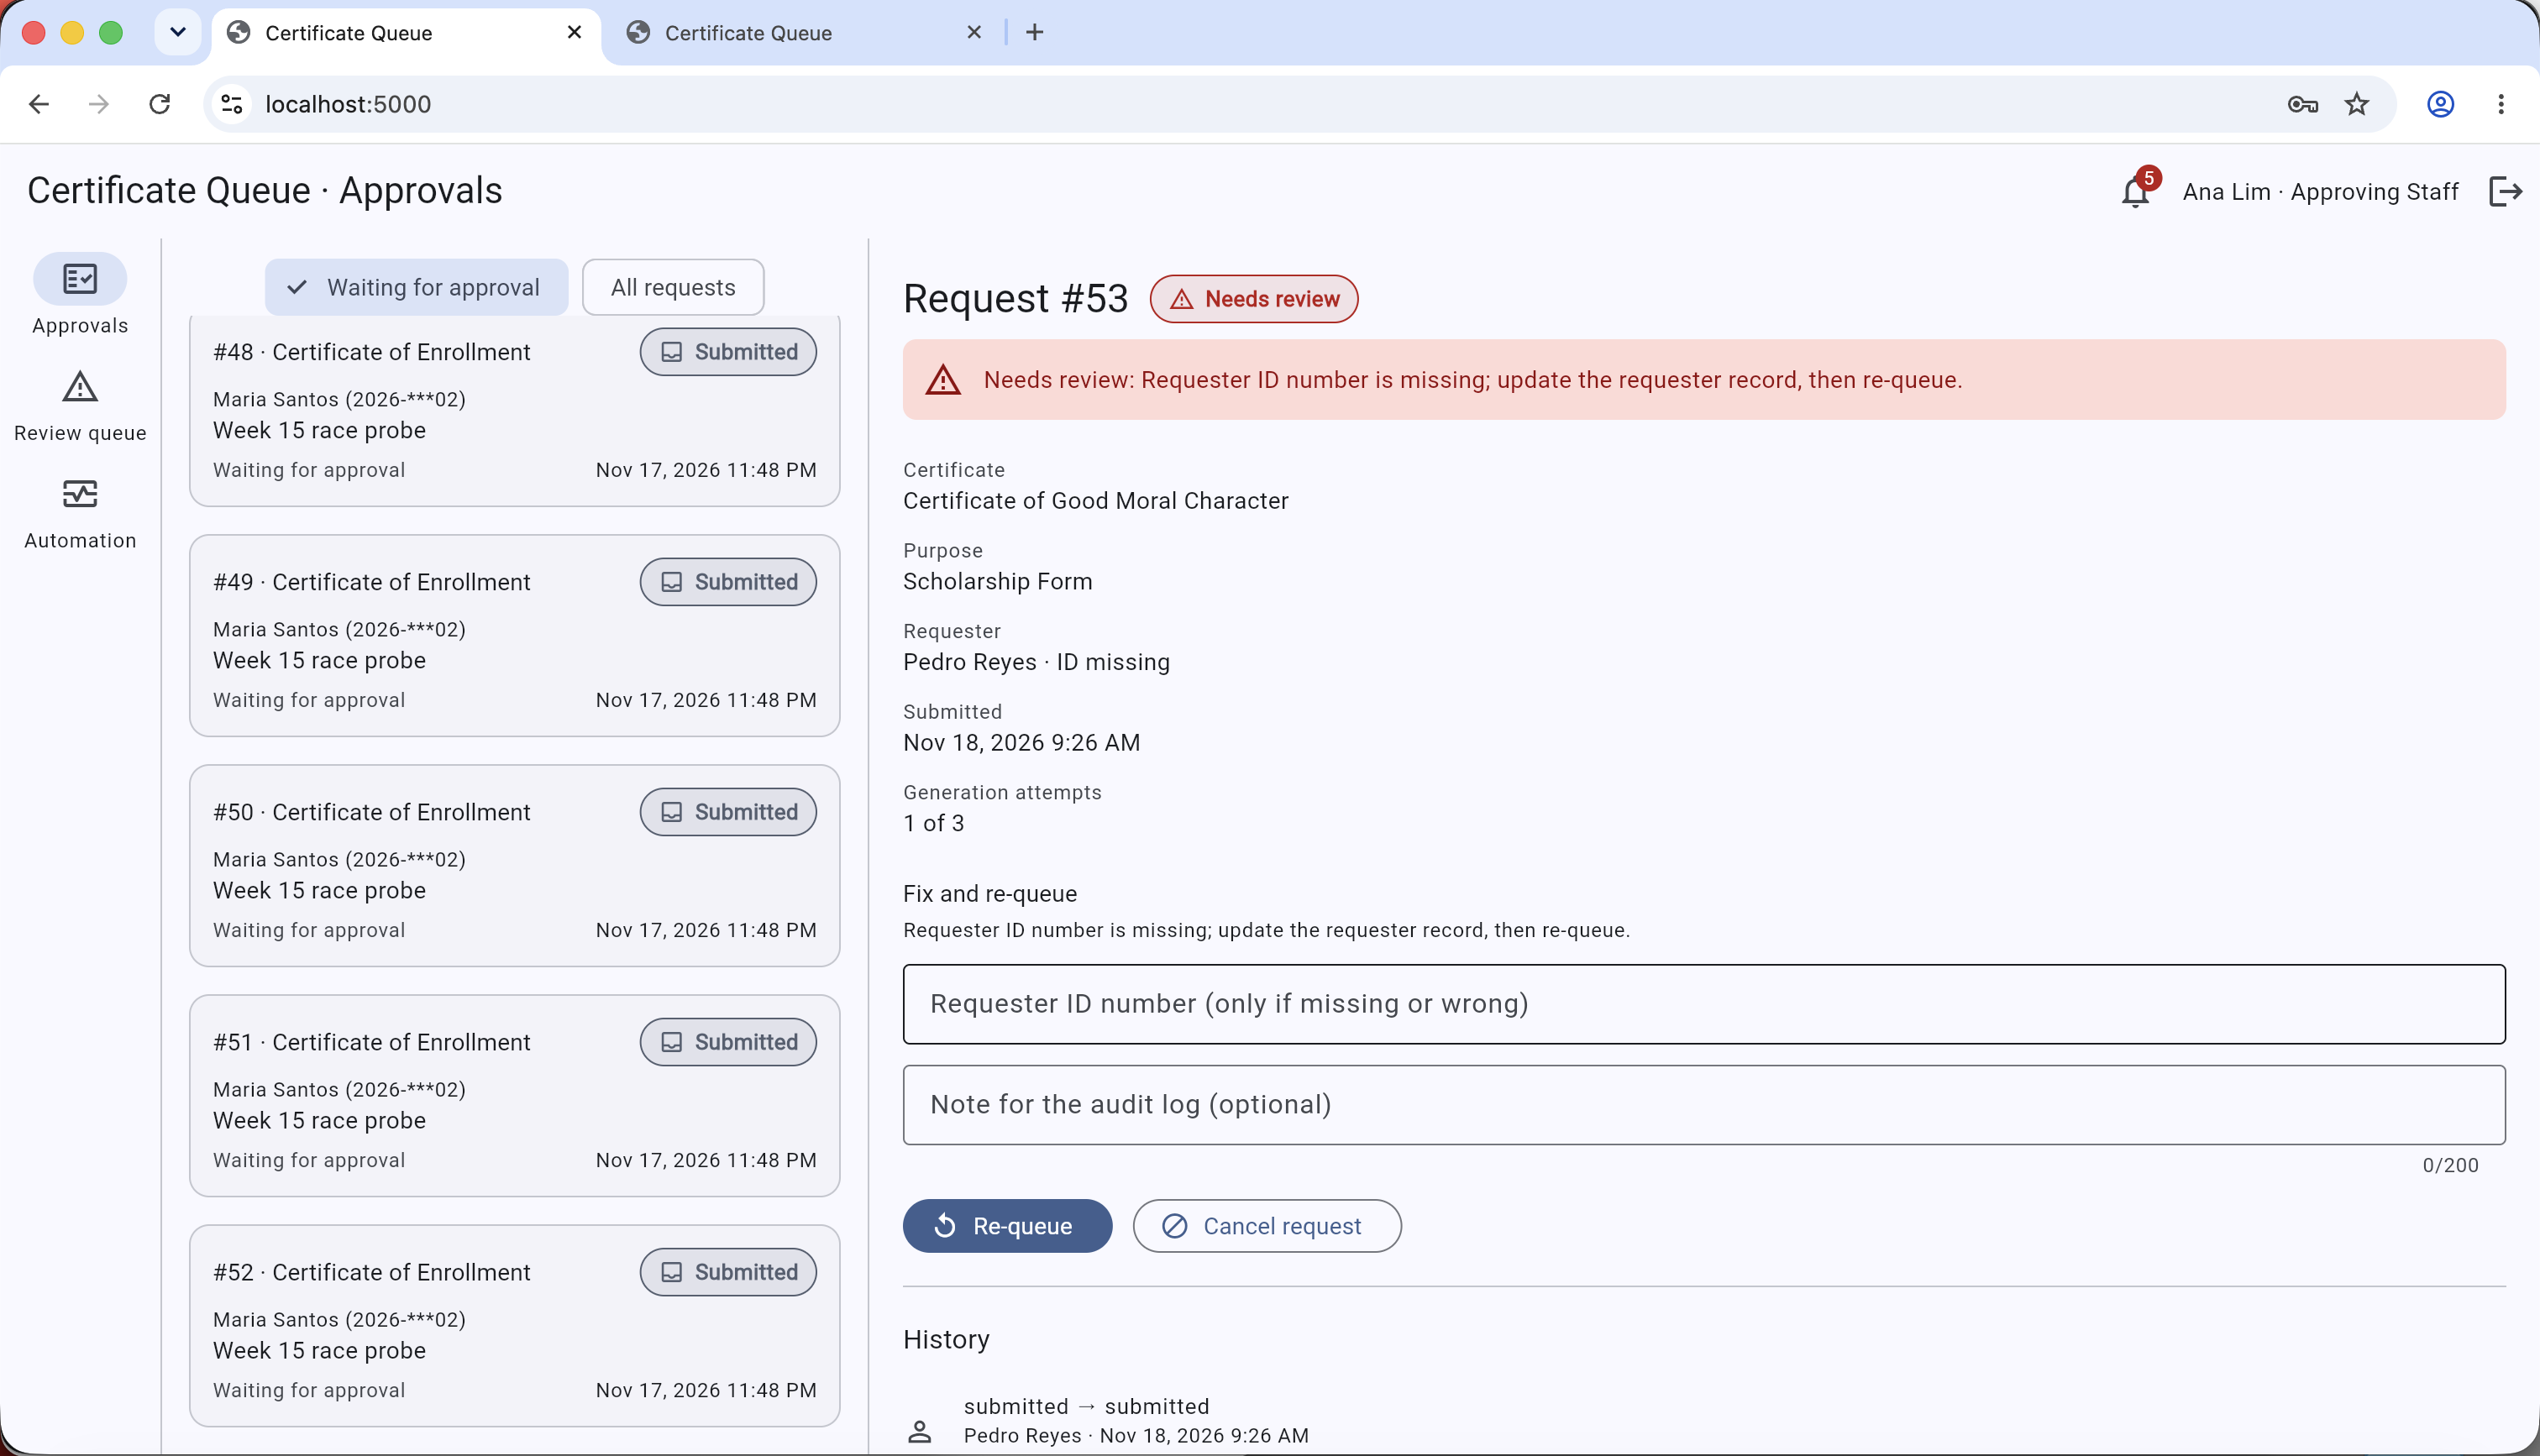 Certificate Queue
Certificate Queue
localhost:5000
Certificate Queue · Approvals
5
Ana Lim · Approving Staff
Approvals
Review queue
Automation
Waiting for approval
All requests
#48 · Certificate of Enrollment
Submitted
Maria Santos (2026-***02)
Week 15 race probe
Waiting for approval
Nov 17, 2026 11:48 PM
#49 · Certificate of Enrollment
Submitted
Maria Santos (2026-***02)
Week 15 race probe
Waiting for approval
Nov 17, 2026 11:48 PM
#50 · Certificate of Enrollment
Submitted
Maria Santos (2026-***02)
Week 15 race probe
Waiting for approval
Nov 17, 2026 11:48 PM
#51 · Certificate of Enrollment
Submitted
Maria Santos (2026-***02)
Week 15 race probe
Waiting for approval
Nov 17, 2026 11:48 PM
#52 · Certificate of Enrollment
Submitted
Maria Santos (2026-***02)
Week 15 race probe
Waiting for approval
Nov 17, 2026 11:48 PM
Request #53
Needs review
Needs review: Requester ID number is missing; update the requester record, then re-queue.
Certificate
Certificate of Good Moral Character
Purpose
Scholarship Form
Requester
Pedro Reyes · ID missing
Submitted
Nov 18, 2026 9:26 AM
Generation attempts
1 of 3
Fix and re-queue
Requester ID number is missing; update the requester record, then re-queue.
Requester ID number (only if missing or wrong)
Note for the audit log (optional)
0/200
Re-queue
Cancel request
History
submitted → submitted
Pedro Reyes · Nov 18, 2026 9:26 AM